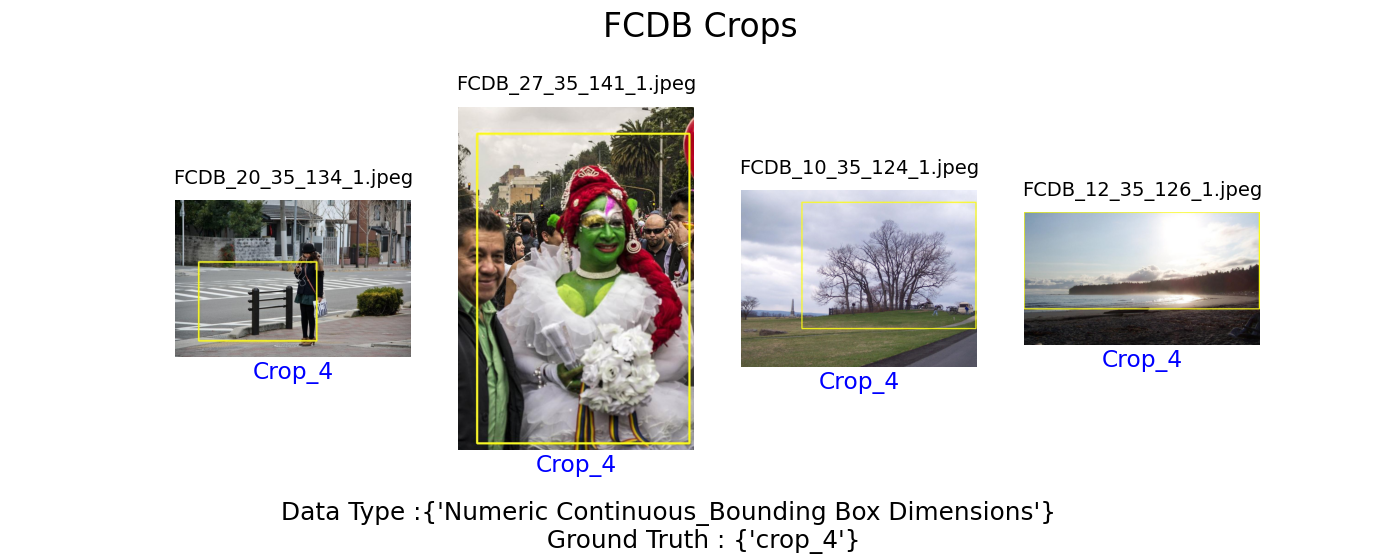 FCDB Crops
FCDB_27_35_141_1.jpeg
FCDB_20_35_134_1.jpeg
FCDB_10_35_124_1.jpeg
FCDB_12_35_126_1.jpeg
Crop_4
Crop_4
Crop_4
Crop_4
Data Type :{'Numeric Continuous_Bounding Box Dimensions'}
Ground Truth : {'crop_4'}